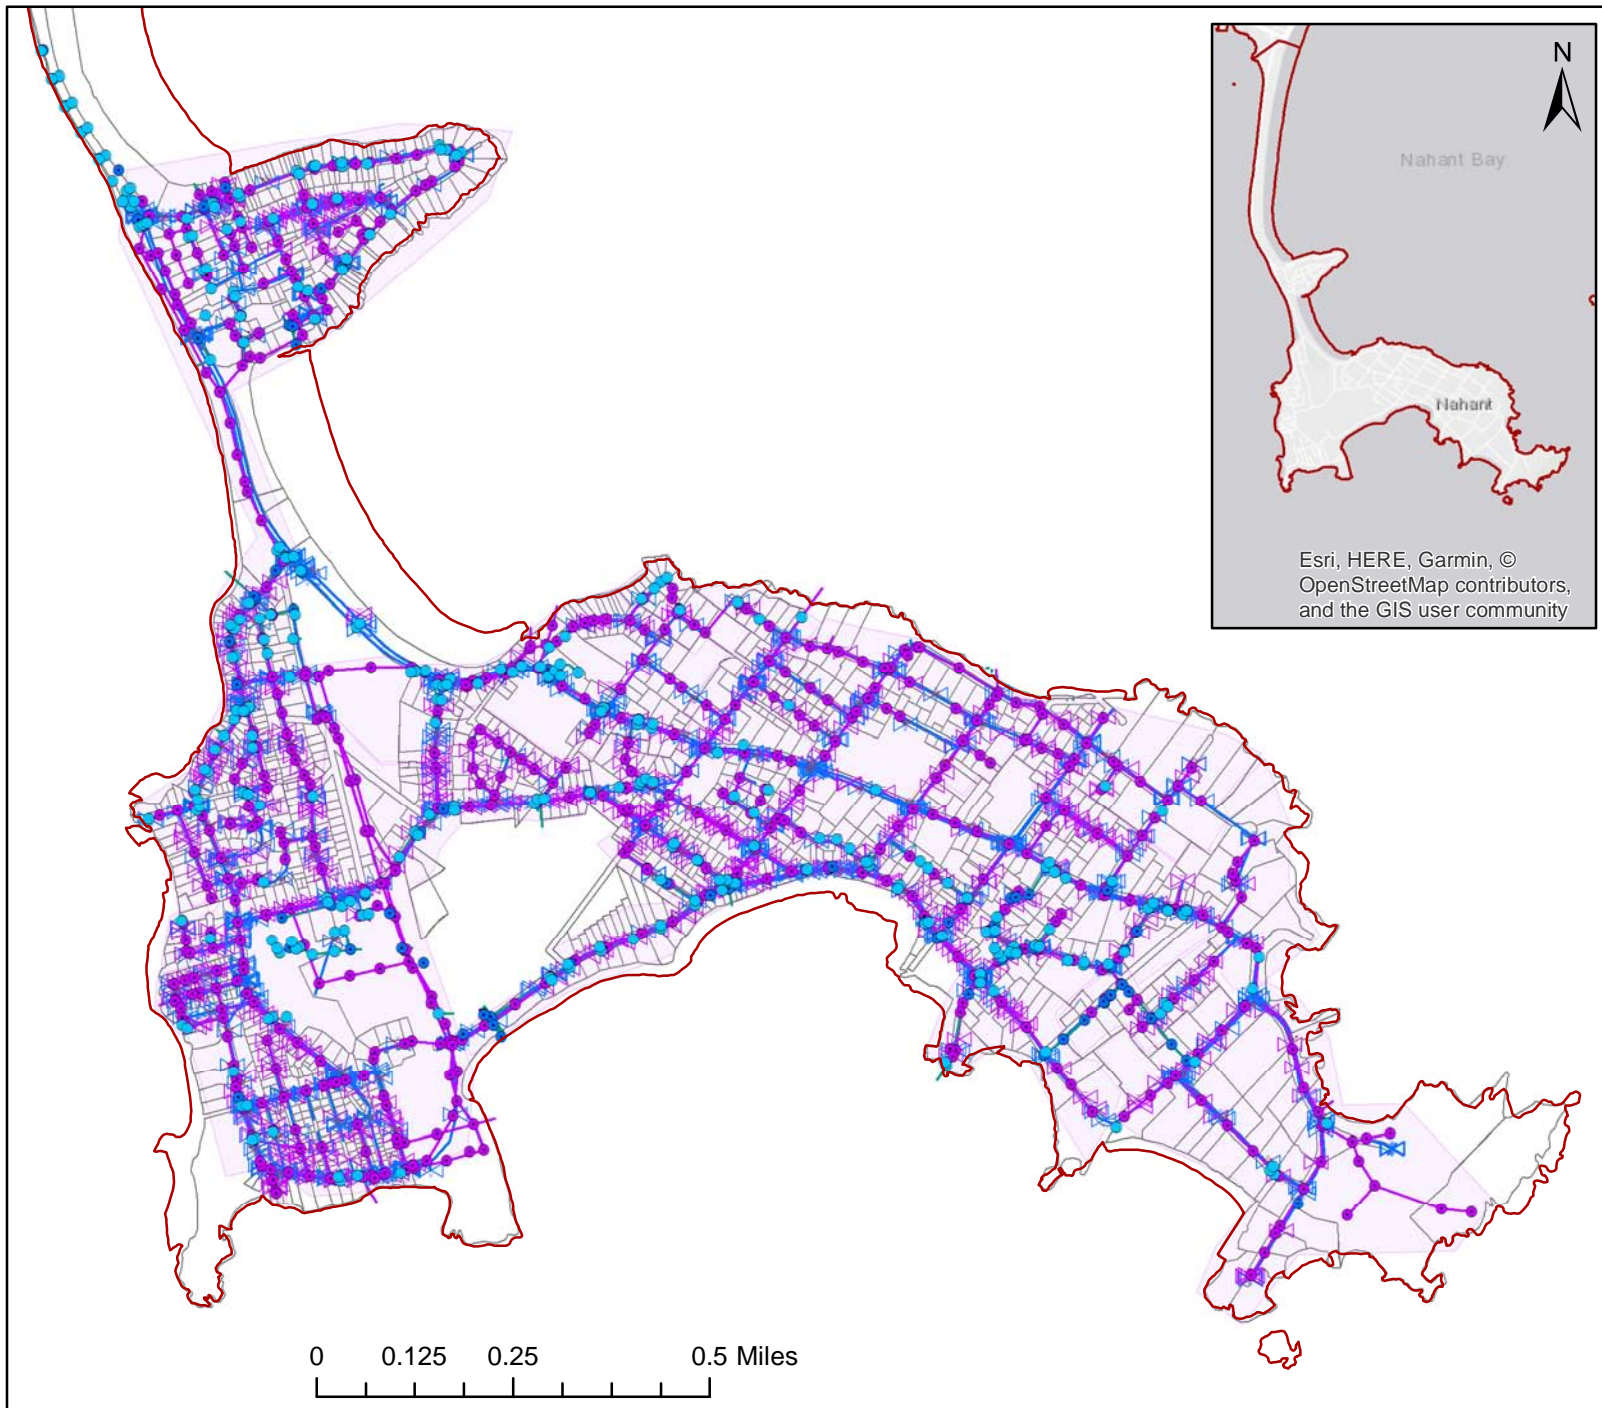 N
Nahant Bay
Nahant
Esri, HERE, Garmin, ©
OpenStreetMap contributors,
and the GIS user community
0 0.125 0.25 0.5 Miles